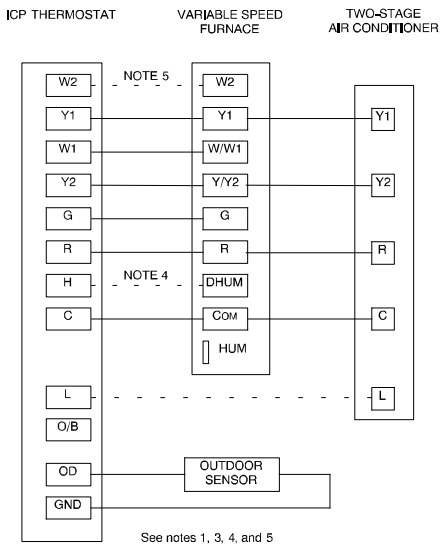 ICP THERMOSTAT
VARIABLE SPEED
FURNACE
TWO-STAGE
AIR CONDITIONER
W2 NOTE 5 W2
Y1 Y1 Y1
W1 W/W1
Y2 Y/Y2 Y2
G G
R R R
H NOTE 4 DHUM
C COM C
HUM
L L
O/B
OD OUTDOOR
SENSOR
GND
See notes 1, 3, 4, and 5